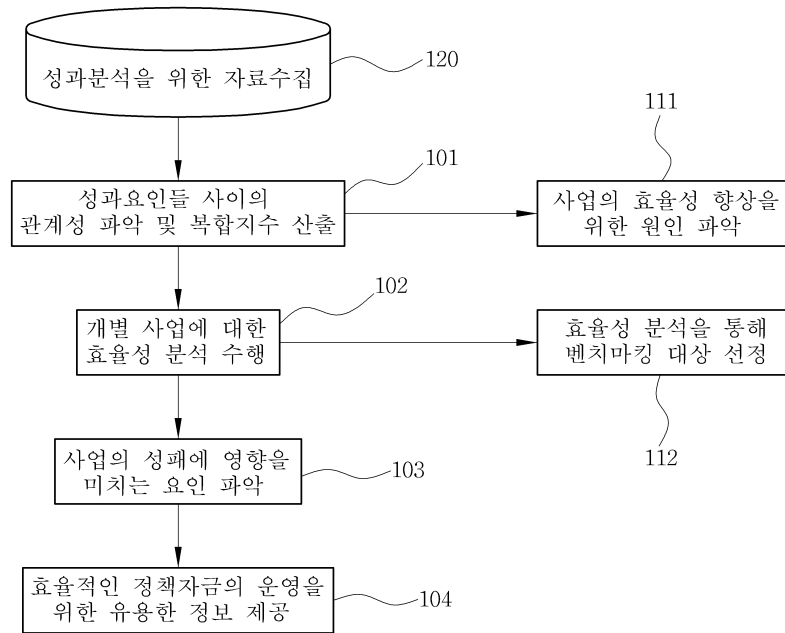 성과분석을 위한 자료수집
120
101
111
성과요인들 사이의
관계성 파악 및 복합지수 산출
사업의 효율성 향상을
위한 원인 파악
102
개별 사업에 대한
효율성 분석 수행
효율성 분석을 통해
벤치마킹 대상 선정
112
사업의 성패에 영향을
미치는 요인 파악
103
효율적인 정책자금의 운영을
위한 유용한 정보 제공
104